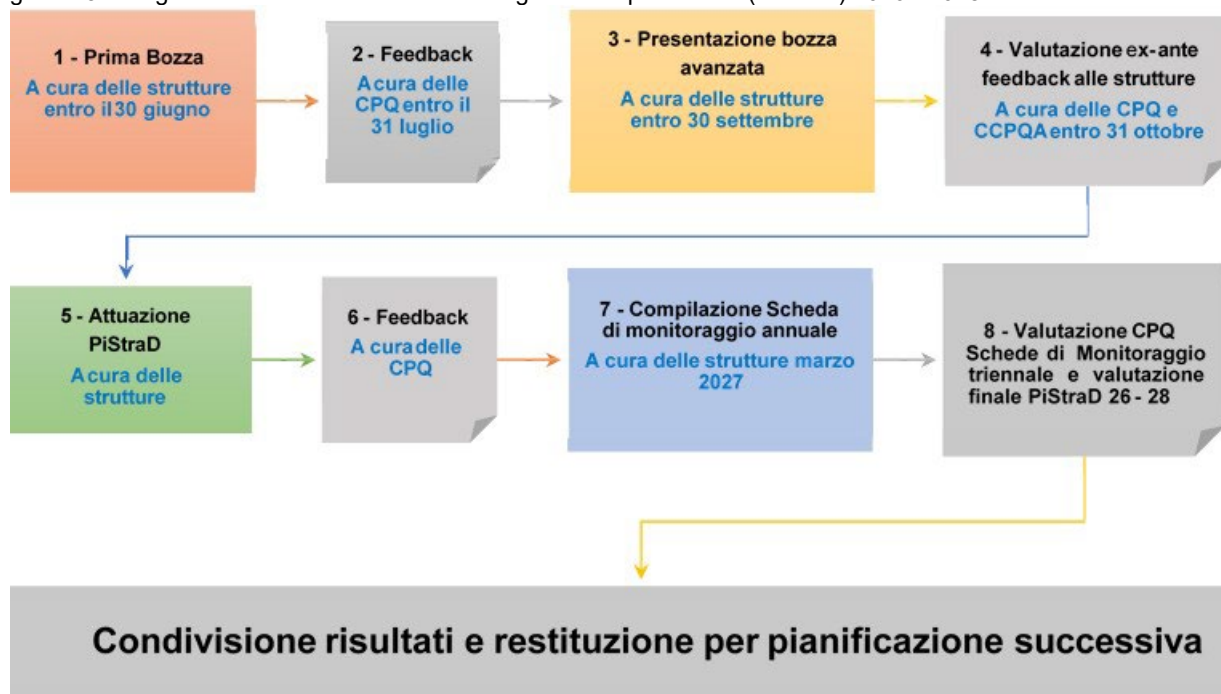 1 - Prima Bozza
A cura delle strutture
entro il 30 giugno
2 - Feedback
A cura delle
CPQ entro il
31 luglio
3 - Presentazione bozza
avanzata
A cura delle strutture
entro 30 settembre
4 - Valutazione ex-ante
feedback alle strutture
A cura delle CPQ e
CCPQA entro 31 ottobre
5 - Attuazione
PiStraD
A cura delle
strutture
6 - Feedback
A cura delle
CPQ
7 - Compilazione Scheda
di monitoraggio annuale
A cura delle strutture marzo
2027
8 - Valutazione CPQ
Schede di Monitoraggio
triennale e valutazione
finale PiStraD 26 - 28
Condivisione risultati e restituzione per pianificazione successiva